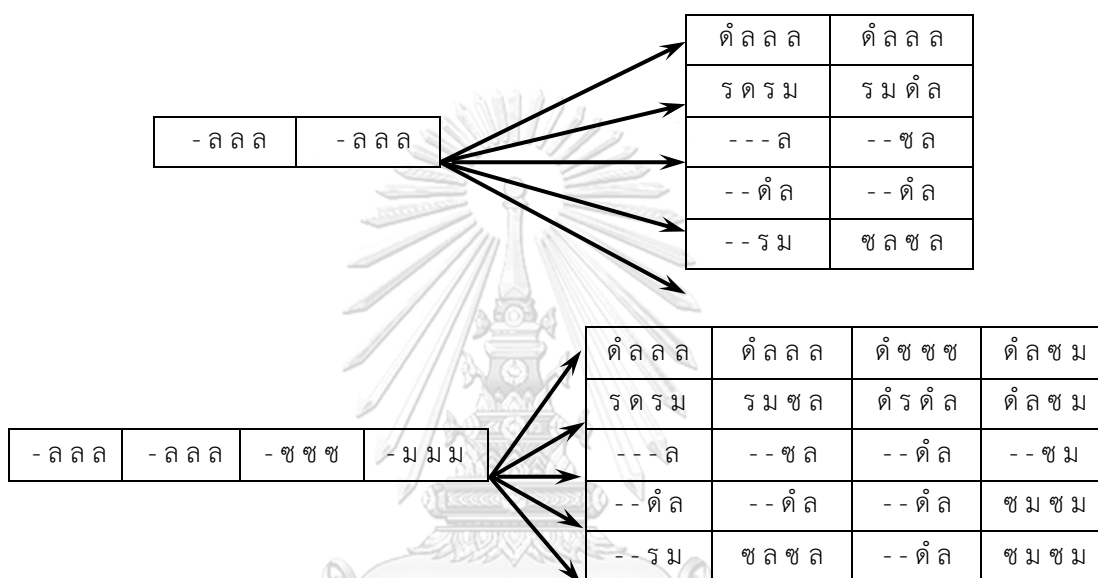 ดํ ล ล ล ดํ ล ล ล
ร ด ร ม ร ม ดํ ล
- ล ล ล - ล ล ล
- - - ล - - ซ ล
- - ดํ ล - - ดํ ล
- - ร ม ซ ล ซ ล
ดํ ล ล ล ดํ ล ล ล ดํ ซ ซ ซ ดํ ล ซ ม
ร ด ร ม ร ม ซ ล ดํ ร ดํ ล ดํ ล ซ ม
- ล ล ล - ล ล ล - ซ ซ ซ - ม ม ม
- - - ล - - ซ ล - - ดํ ล - - ซ ม
- - ดํ ล - - ดํ ล - - ดํ ล ซ ม ซ ม
- - ร ม ซ ล ซ ล - - ดํ ล ซ ม ซ ม